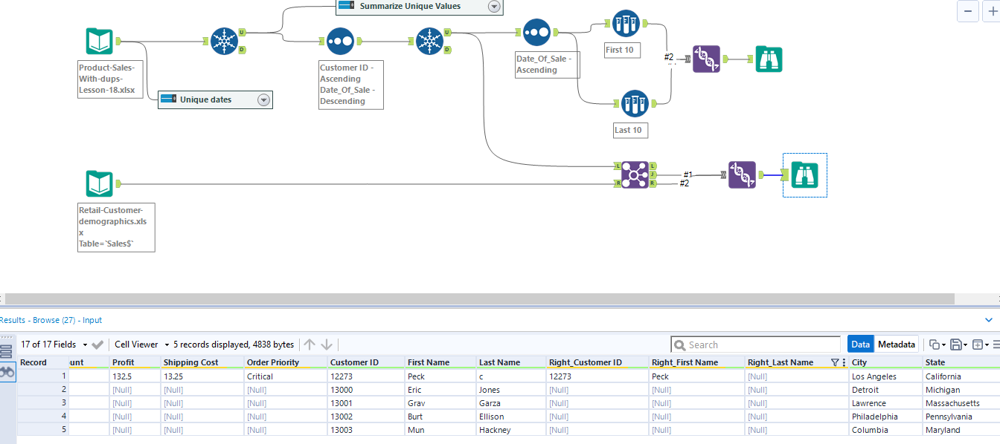 Summarize Unique Values
U
D
U
D
Product-Sales-
With-dups-
Lesson-18.xlsx
Unique dates
Customer ID -
Ascending
Date_Of_Sale -
Descending
Date_Of_Sale -
Ascending
First 10
#2
Last 10
L
R
L
J
R
#1
#2
Retail-Customer-
demographics.xls
x
Table=`Sales$`
Results - Browse (27) - Input
17 of 17 Fields Cell Viewer 5 records displayed, 4838 bytes Search Data Metadata
Record unt Profit Shipping Cost Order Priority Customer ID First Name Last Name Right_Customer ID Right_First Name Right_Last Name City State
1 132.5 13.25 Critical 12273 Peck c 12273 Peck [Null] Los Angeles California
2 [Null] [Null] [Null] 13000 Eric Jones [Null] [Null] [Null] Detroit Michigan
3 [Null] [Null] [Null] 13001 Grav Garza [Null] [Null] [Null] Lawrence Massachusetts
4 [Null] [Null] [Null] 13002 Burt Ellison [Null] [Null] [Null] Philadelphia Pennsylvania
5 [Null] [Null] [Null] 13003 Mun Hackney [Null] [Null] [Null] Columbia Maryland